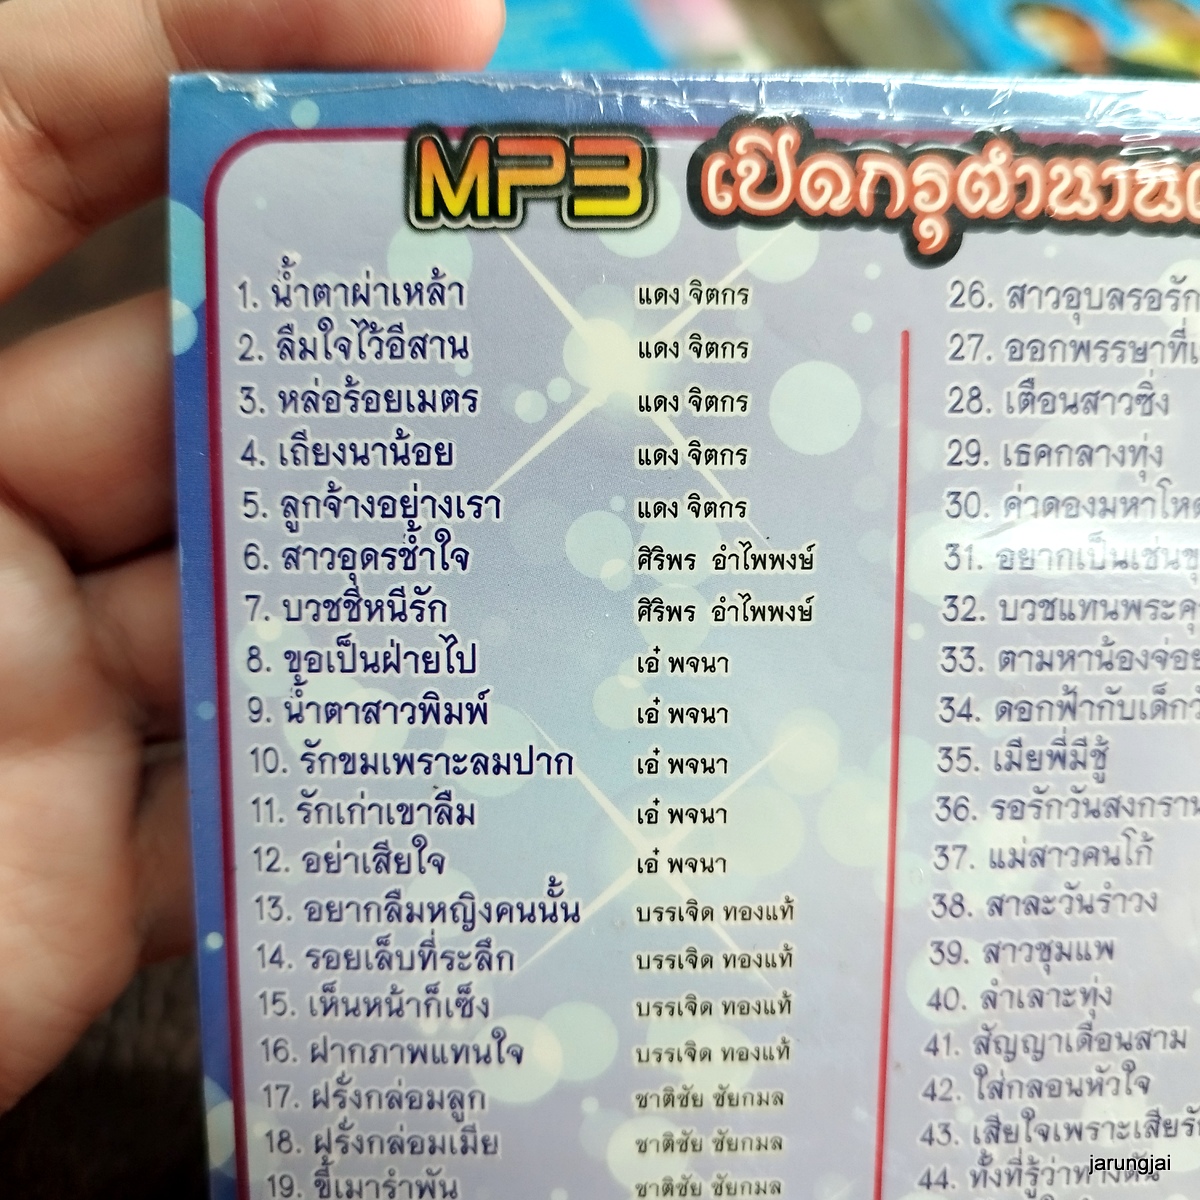 MP3 เปิดกรุตำนาน
1. น้ำตาผ่าเหล้า แดง จิตกร
2. ลืมใจไว้อีสาน แดง จิตกร
3. หล่อร้อยเมตร แดง จิตกร
4. เถียงนาน้อย แดง จิตกร
5. ลูกจ้างอย่างเรา แดง จิตกร
6. สาวอุดรช้ำใจ ศิริพร อำไพพงษ์
7. บวชชีหนีรัก ศิริพร อำไพพงษ์
8. ขอเป็นฝ่ายไป เอ๋ พจนา
9. น้ำตาสาวพิมพ์ เอ๋ พจนา
10. รักขมเพราะลมปาก เอ๋ พจนา
11. รักเก่าเขาลืม เอ๋ พจนา
12. อย่าเสียใจ เอ๋ พจนา
13. อยากลืมหญิงคนนั้น บรรเจิด ทองแท้
14. รอยเล็บที่ระลึก บรรเจิด ทองแท้
15. เห็นหน้าก็เซ็ง บรรเจิด ทองแท้
16. ฝากภาพแทนใจ บรรเจิด ทองแท้
17. ฝรั่งกล่อมลูก ชาติชัย ชัยกมล
18. ฝรั่งกล่อมเมีย ชาติชัย ชัยกมล
19. ขี้เมารำพัน ชาติชัย ชัยกมล
26. สาวอุบลรอรัก
27. ออกพรรษาที่
28. เตือนสาวซิ่ง
29. เธคกลางทุ่ง
30. ค่าดองมหาโหด
31. อยากเป็นเช่น
32. บวชแทนพระคุ
33. ตามหาน้องจ่อย
34. ดอกฟ้ากับเด็กวั
35. เมียพี่มีชู้
36. รอรักวันสงกราน
37. แม่สาวคนโก้
38. สาละวันรำวง
39. สาวชุมแพ
40. ลำเลาะทุ่ง
41. สัญญาเดือนสาม
42. ใส่กลอนหัวใจ
43. เสียใจเพราะเสียรั
44. ทั้งที่รู้ว่าทางตัน
jarungjai